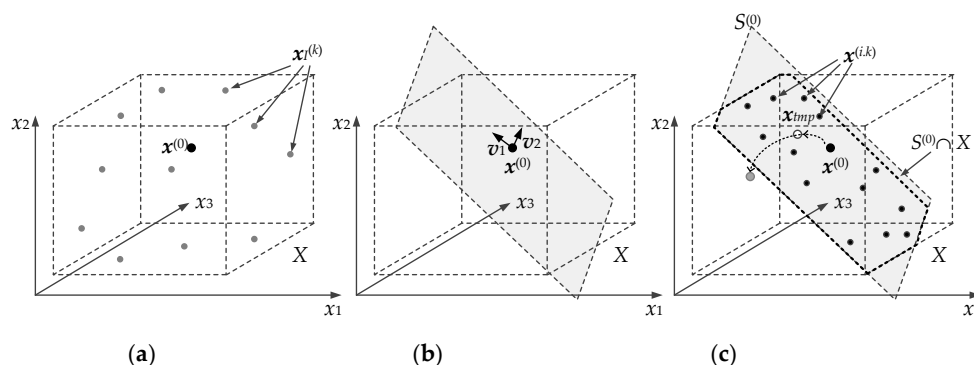 x₂
x_I^(k)
x^(0)
x₃
X
x₁
(a)
x₂
v₁
v₂
x^(0)
x₃
X
x₁
(b)
S^(0)
x^(i.k)
x₂
x_tmp
S^(0)∩X
x^(0)
x₃
X
x
(c)